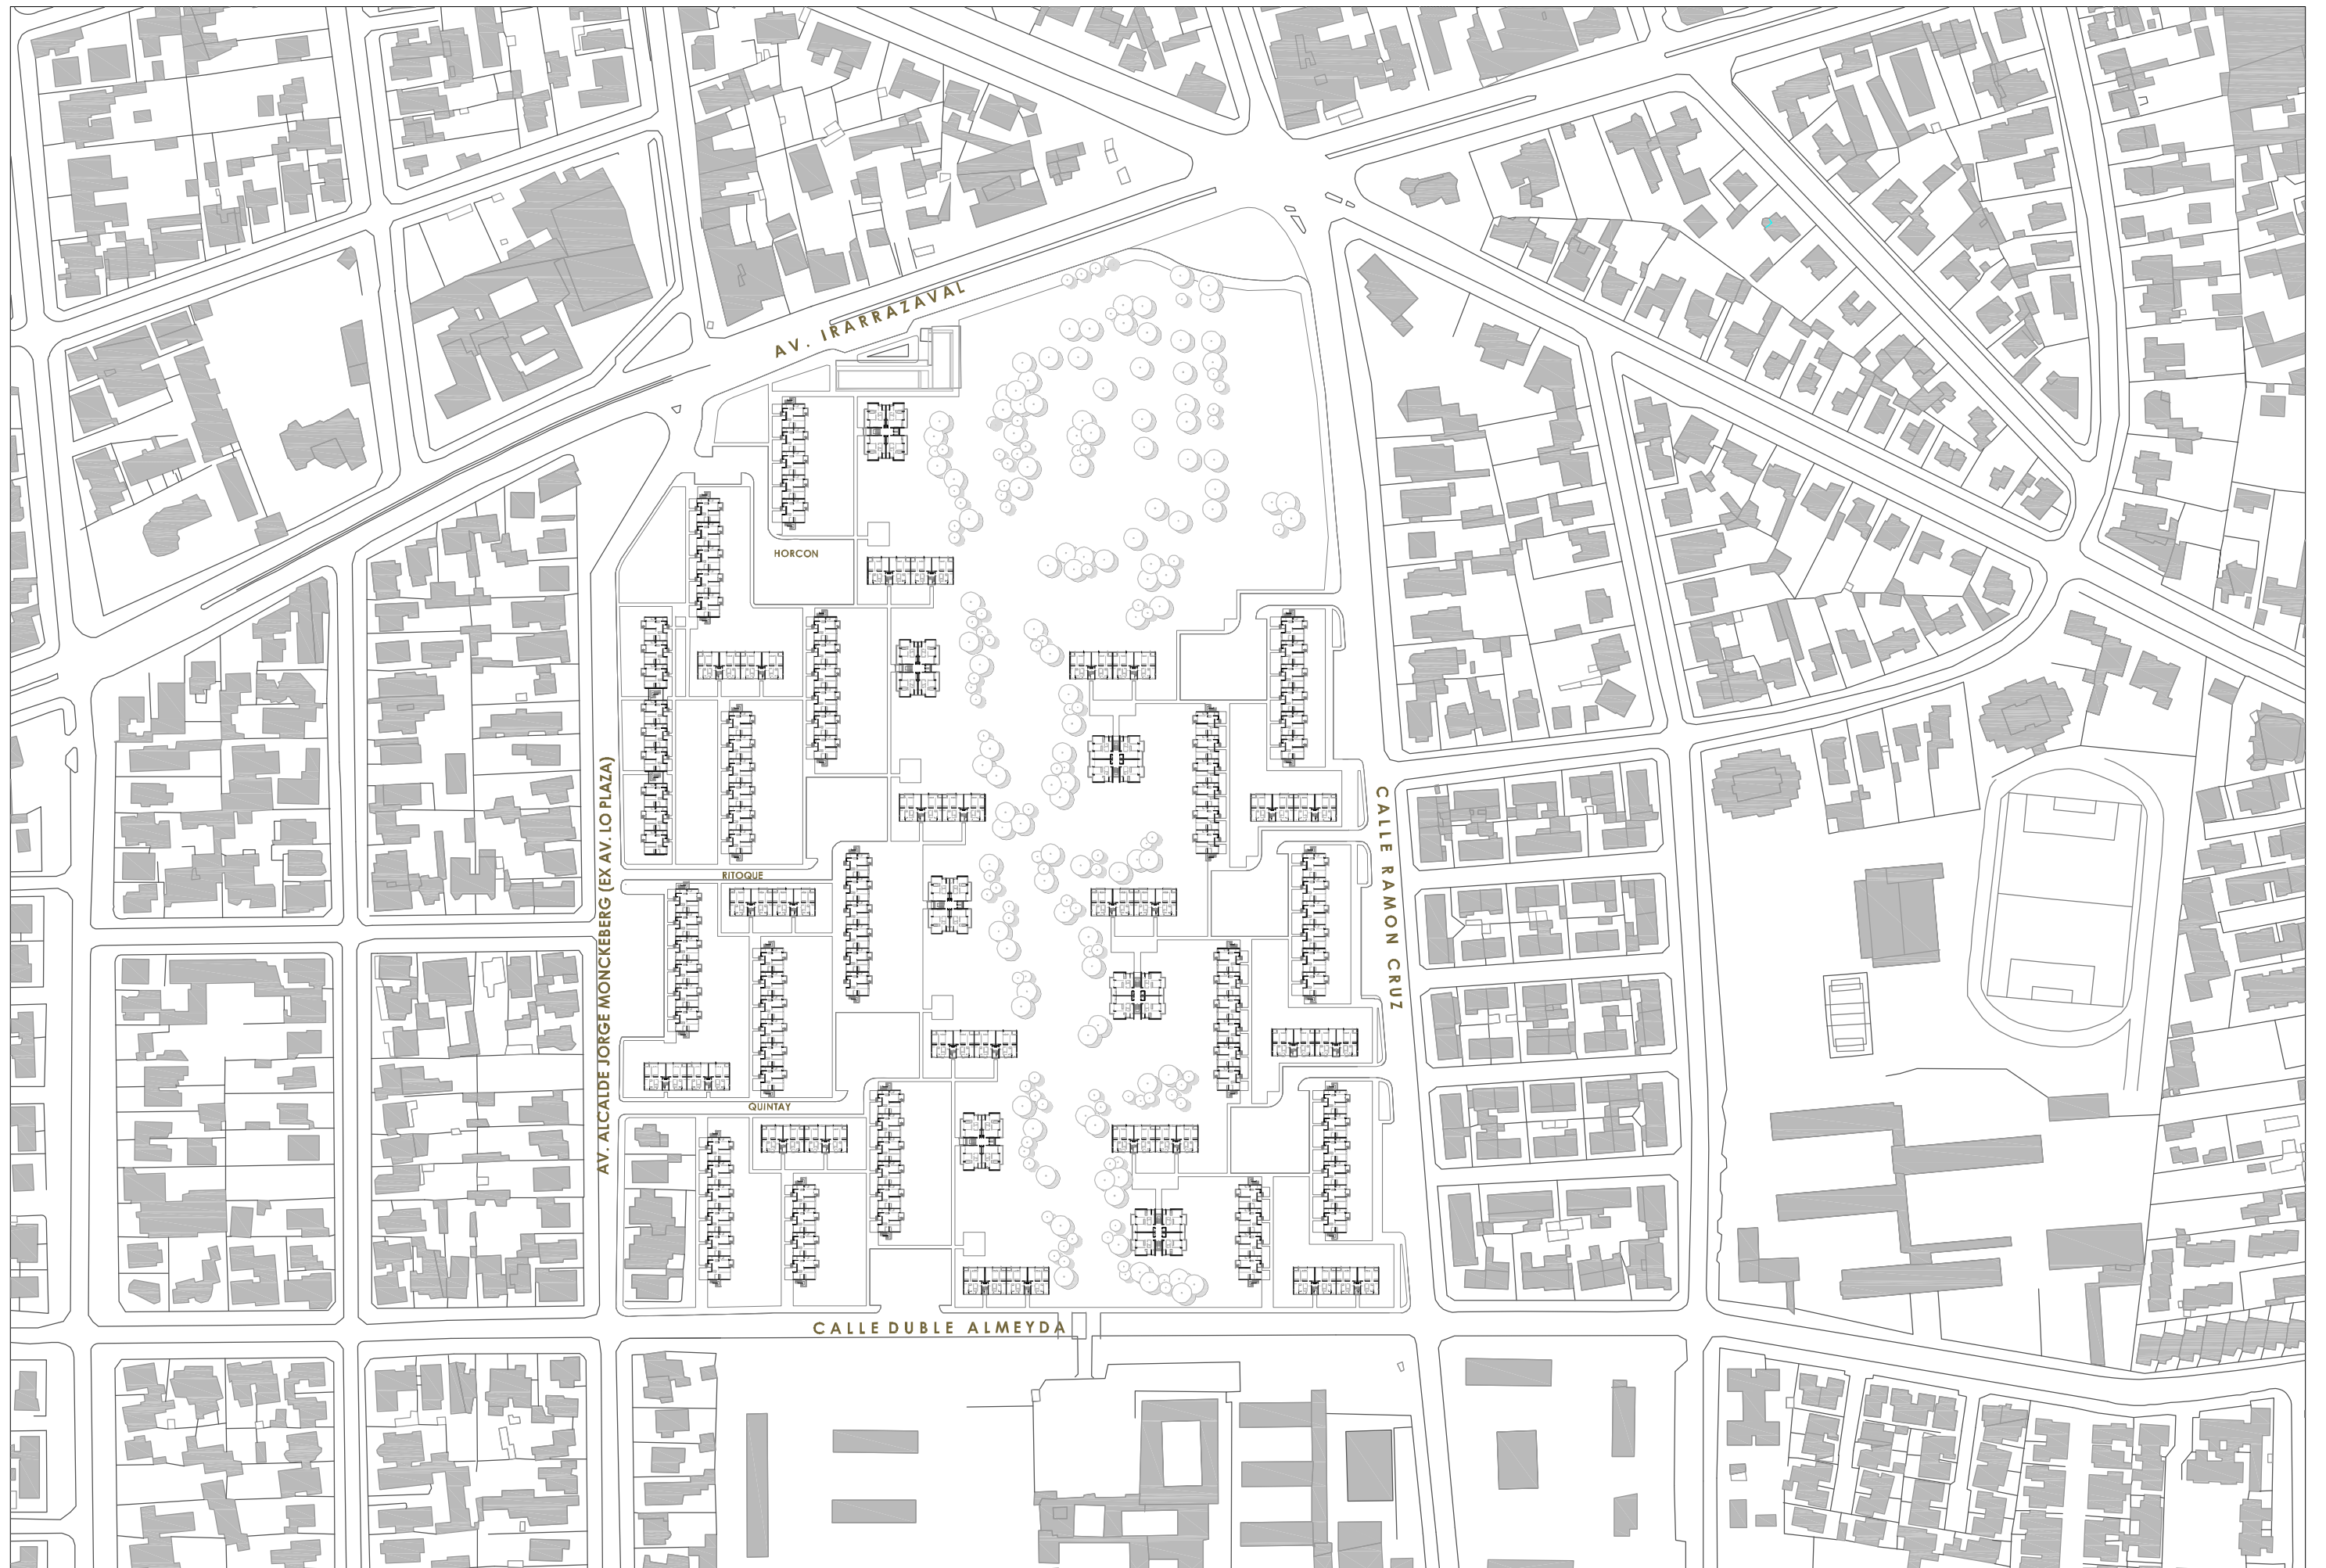 AV. IRARRAZAVAL
HORCON
AV. ALCALDE JORGE MONCKEBERG (EX AV. LO PLAZA)
RITOQUE
CALLE RAMON CRUZ
QUINTAY
CALLE DUBLE ALMEYDA